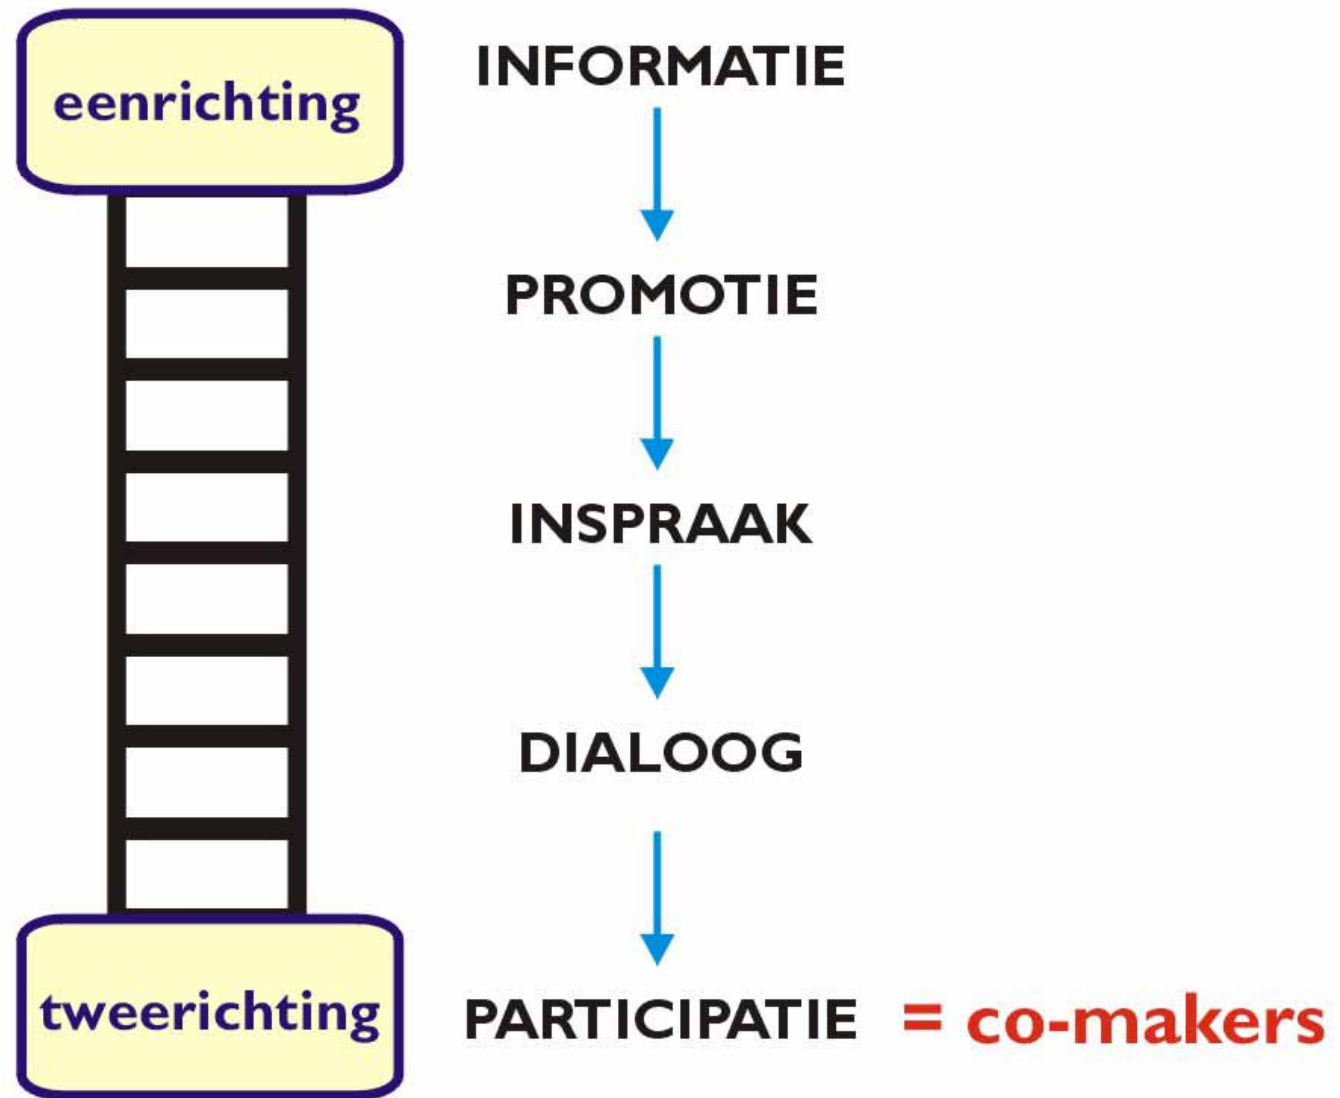 eenrichting
INFORMATIE
PROMOTIE
INSPRAAK
DIALOOG
tweerichting
PARTICIPATIE = co-makers